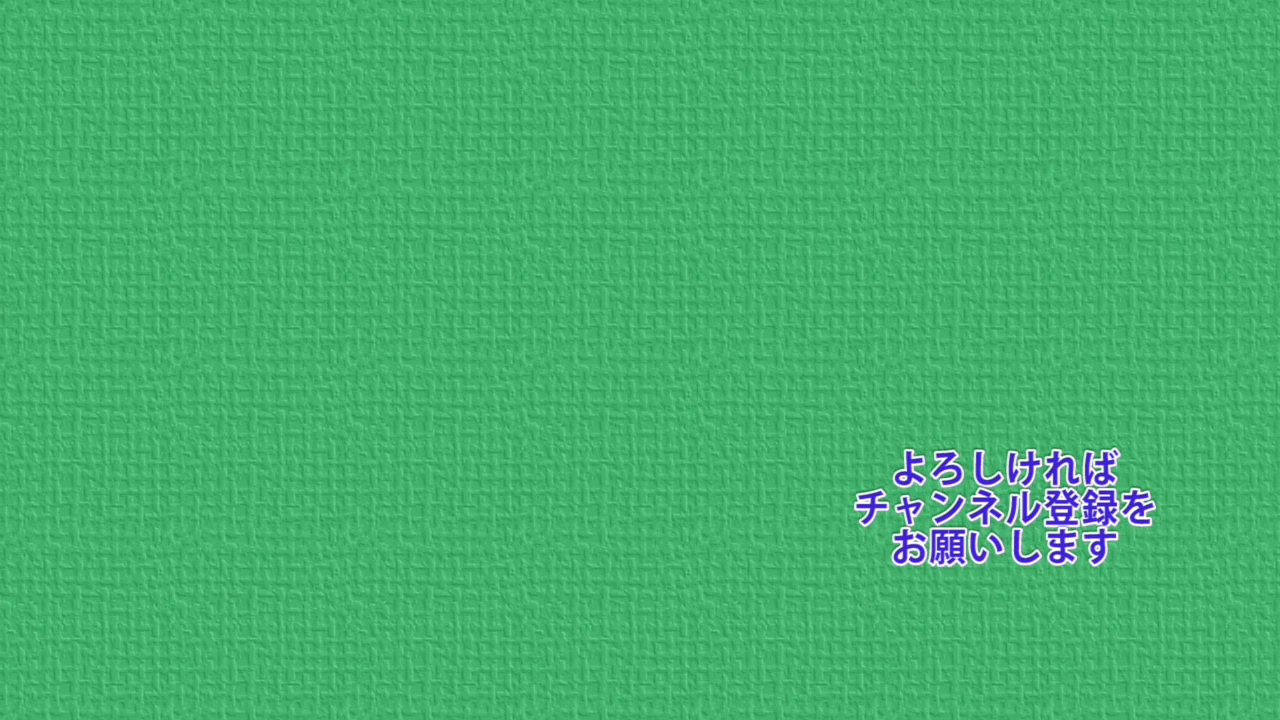 よろしければ
チャンネル登録を
お願いします